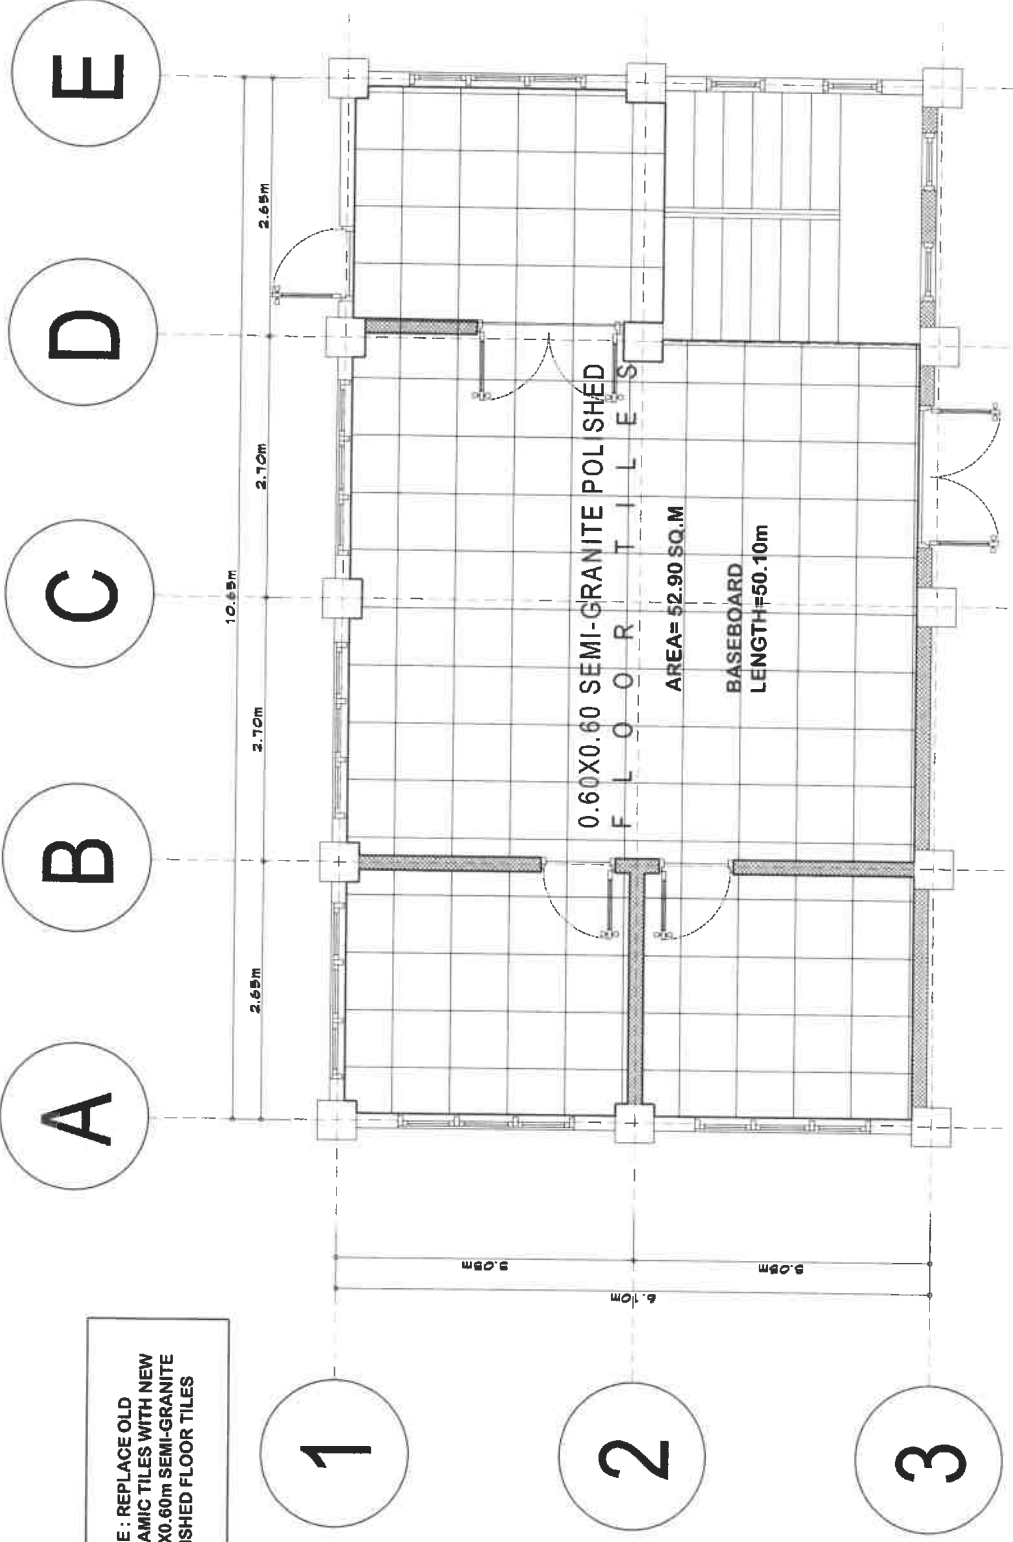 E : REPLACE OLD
AMIC TILES WITH NEW
X0.60m SEMI-GRANITE
ISHED FLOOR TILES
A
B
C
D
E
10.65m
2.65m
2.70m
2.70m
2.65m
1
2
3
3.05m
3.05m
6.10m
0.60X0.60 SEMI-GRANITE POLISHED
F L O O R T I L E S
AREA= 52.90 SQ.M
BASEBOARD
LENGTH=50.10m